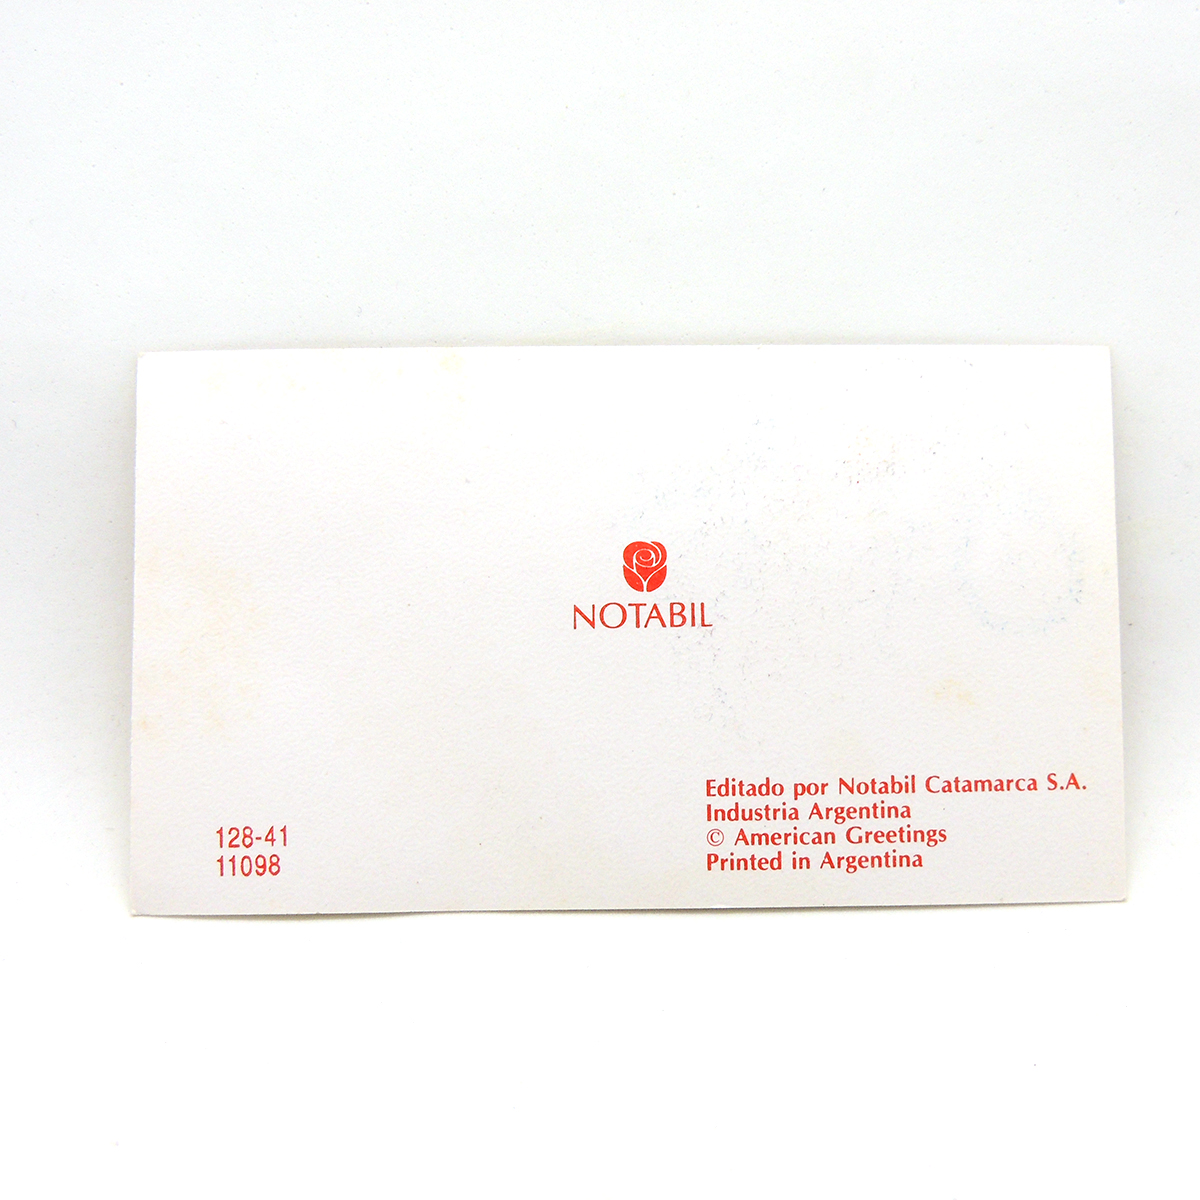 NOTABIL
Editado por Notabil Catamarca S.A.
Industria Argentina
© American Greetings
Printed in Argentina
128-41
11098